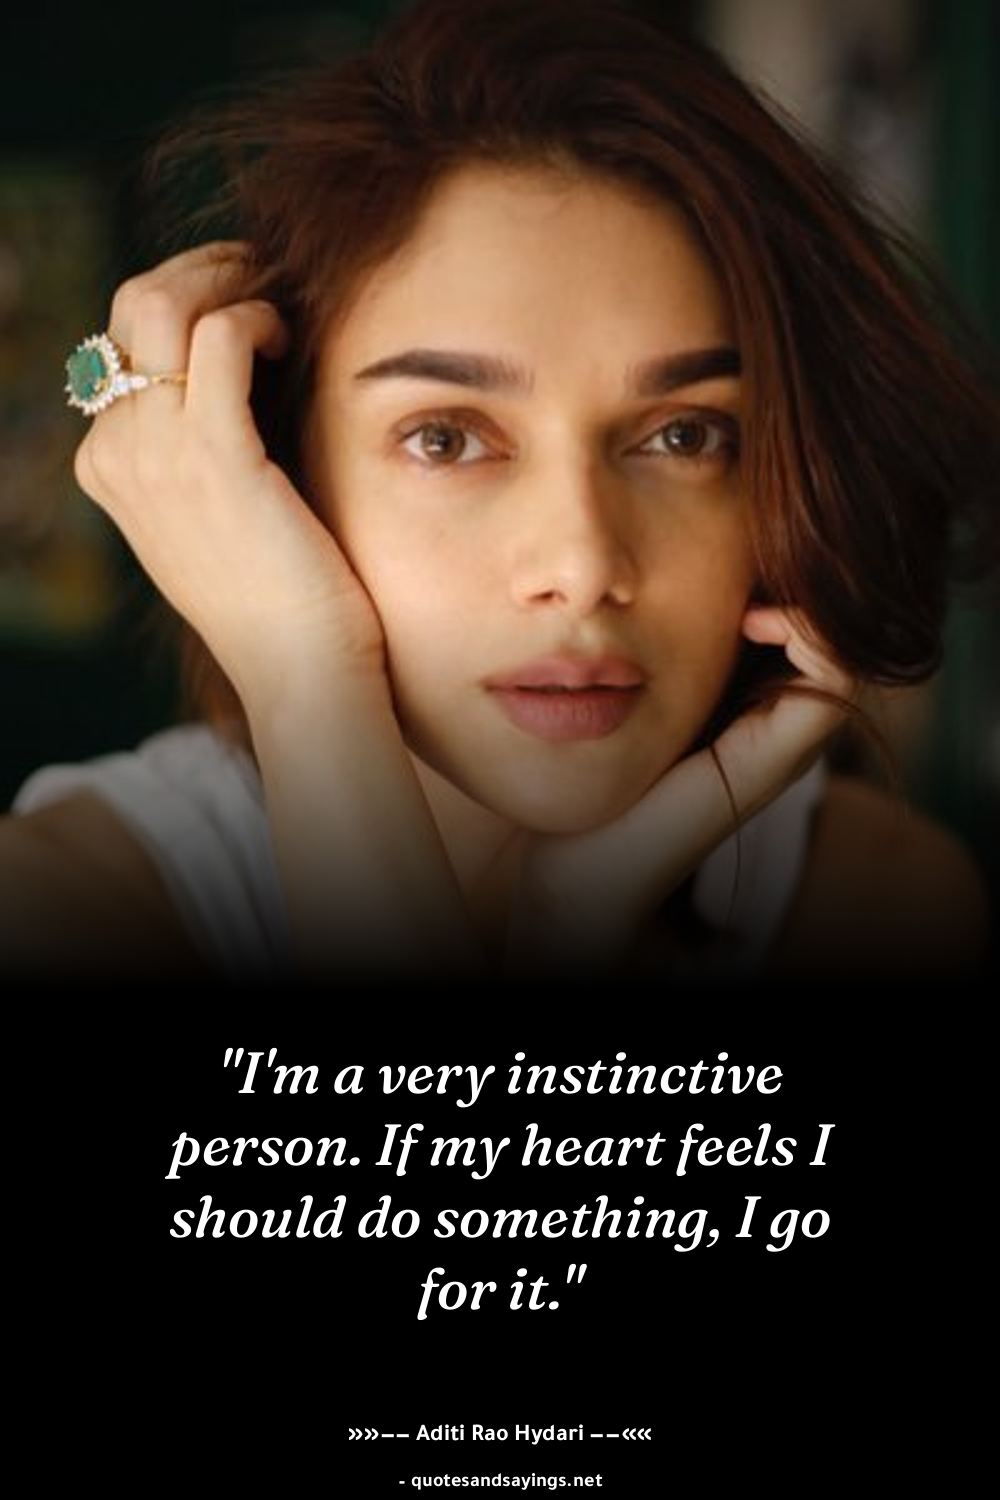 "I'm a very instinctive
person. If my heart feels I
should do something, I go
for it."
»»−− Aditi Rao Hydari −−««
- quotesandsayings.net